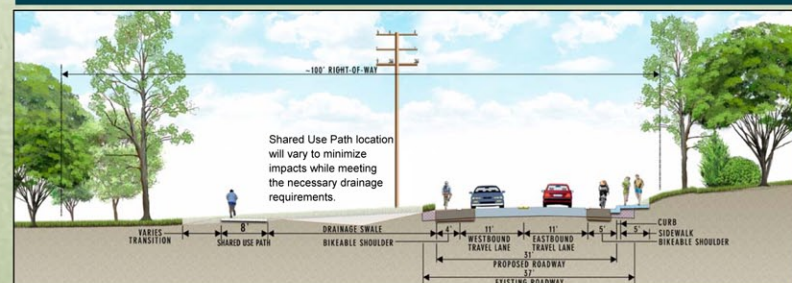 ~100' RIGHT-OF-WAY
Shared Use Path location
will vary to minimize
impacts while meeting
the necessary drainage
requirements.
VARIES
TRANSITION
8'
SHARED USE PATH
DRAINAGE SWALE
BIKEABLE SHOULDER
4'
11'
WESTBOUND
TRAVEL LANE
11'
EASTBOUND
TRAVEL LANE
5'
5'
CURB
SIDEWALK
BIKEABLE SHOULDER
31'
PROPOSED ROADWAY
37'
EXISTING ROADWAY